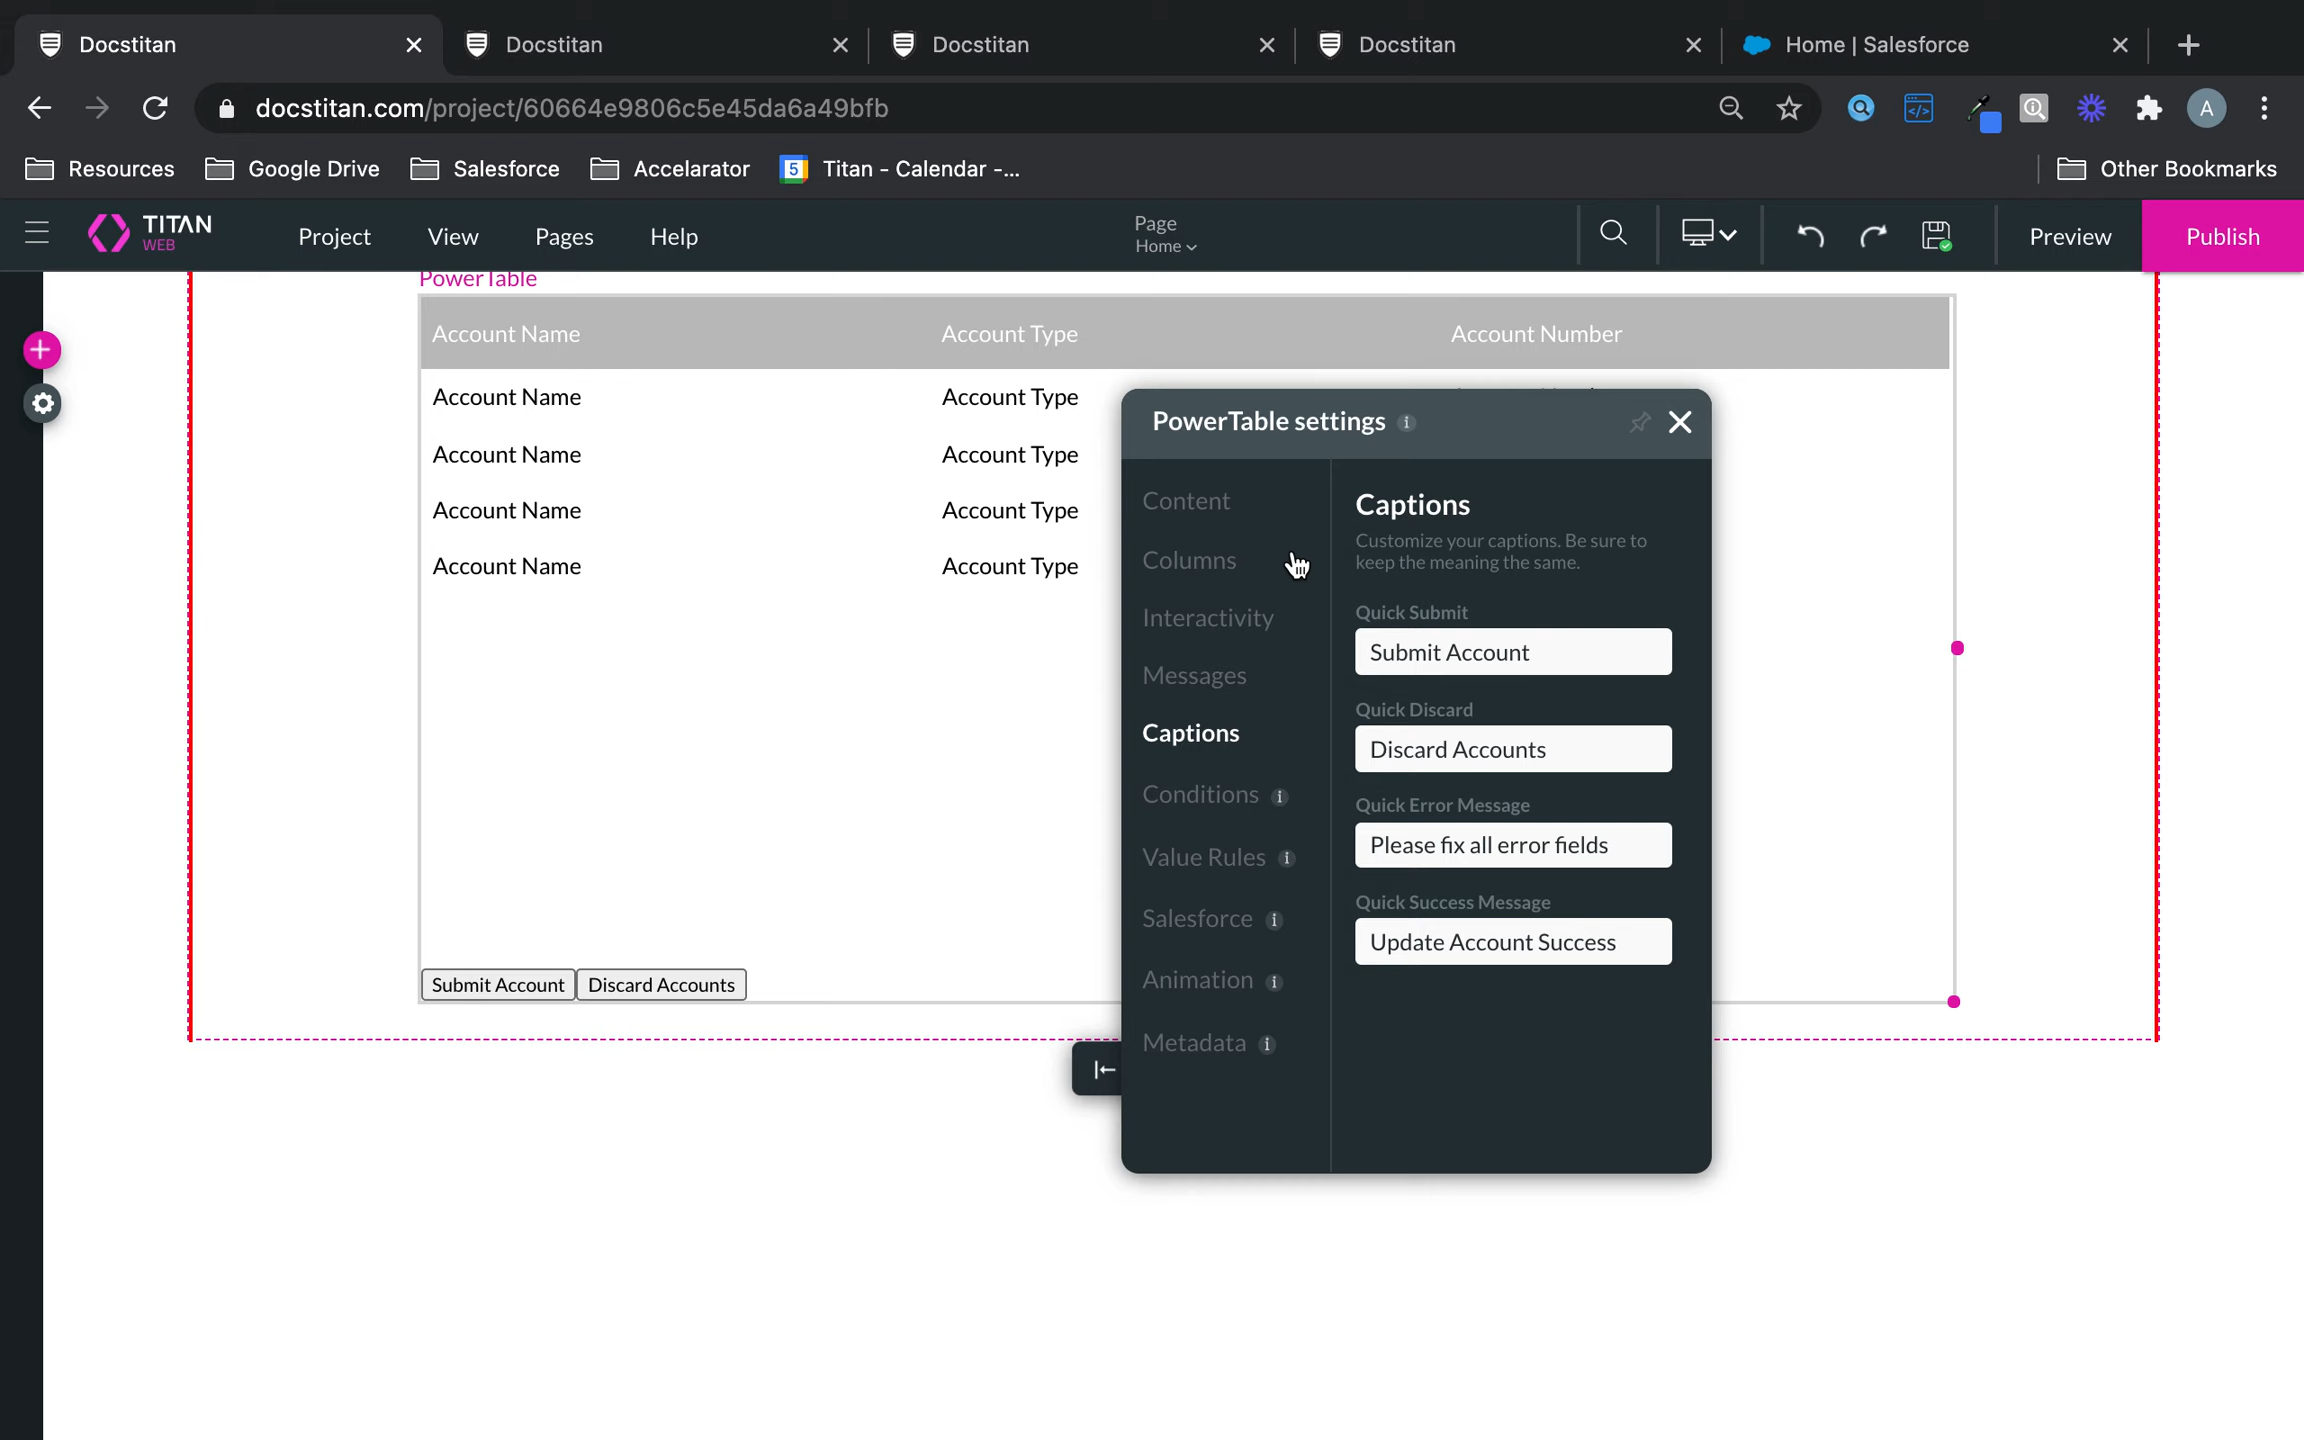 Docstitan
Docstitan
Docstitan
Docstitan
Home | Salesforce
docstitan.com/project/60664e9806c5e45da6a49bfb
A
Resources
Google Drive
Salesforce
Accelarator
5
Titan - Calendar -...
Other Bookmarks
TITAN
WEB
Project
View
Pages
Help
Page
Home
Preview
Publish
PowerTable
Account Name
Account Type
Account Number
Account Name
Account Type
Account Name
Account Type
Account Name
Account Type
Account Name
Account Type
Submit Account
Discard Accounts
PowerTable settings
Content
Columns
Interactivity
Messages
Captions
Conditions
Value Rules
Salesforce
Animation
Metadata
Captions
Customize your captions. Be sure to
keep the meaning the same.
Quick Submit
Submit Account
Quick Discard
Discard Accounts
Quick Error Message
Please fix all error fields
Quick Success Message
Update Account Success